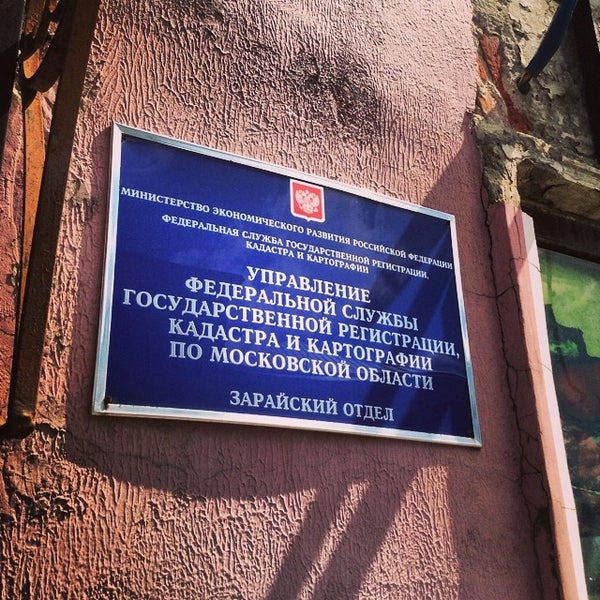 МИНИСТЕРСТВО ЭКОНОМИЧЕСКОГО РАЗВИТИЯ РОССИЙСКОЙ ФЕДЕРАЦИИ
ФЕДЕРАЛЬНАЯ СЛУЖБА ГОСУДАРСТВЕННОЙ РЕГИСТРАЦИИ,
КАДАСТРА И КАРТОГРАФИИ
УПРАВЛЕНИЕ
ФЕДЕРАЛЬНОЙ СЛУЖБЫ
ГОСУДАРСТВЕННОЙ РЕГИСТРАЦИИ,
КАДАСТРА И КАРТОГРАФИИ
ПО МОСКОВСКОЙ ОБЛАСТИ
ЗАРАЙСКИЙ ОТДЕЛ